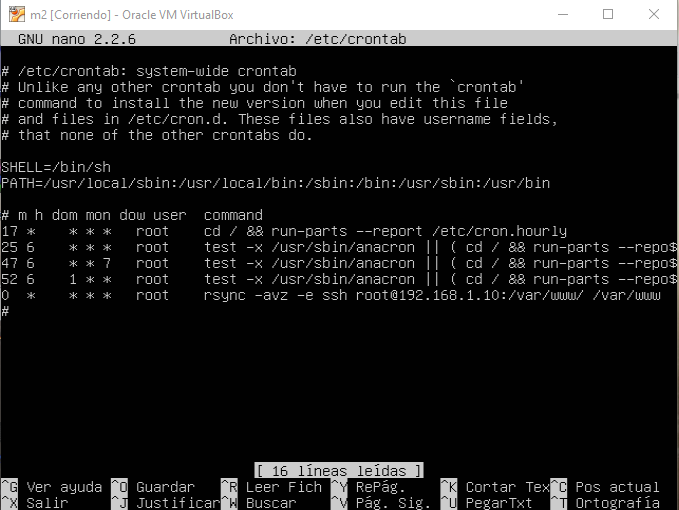 m2 [Corriendo] - Oracle VM VirtualBox
GNU nano 2.2.6 Archivo: /etc/crontab
# /etc/crontab: system-wide crontab
# Unlike any other crontab you don't have to run the `crontab'
# command to install the new version when you edit this file
# and files in /etc/cron.d. These files also have username fields,
# that none of the other crontabs do.
SHELL=/bin/sh
PATH=/usr/local/sbin:/usr/local/bin:/sbin:/bin:/usr/sbin:/usr/bin
# m h dom mon dow user command
17 * * * * root cd / && run-parts --report /etc/cron.hourly
25 6 * * * root test -x /usr/sbin/anacron || ( cd / && run-parts --repo$
47 6 * * 7 root test -x /usr/sbin/anacron || ( cd / && run-parts --repo$
52 6 1 * * root test -x /usr/sbin/anacron || ( cd / && run-parts --repo$
0 * * * * root rsync -avz -e ssh root@192.168.1.10:/var/www/ /var/www
#
[ 16 líneas leídas ]
^G Ver ayuda ^O Guardar ^R Leer Fich ^Y RePág. ^K Cortar Tex ^C Pos actual
^X Salir ^J Justificar ^W Buscar ^V Pág. Sig. ^U PegarTxt ^T Ortografía